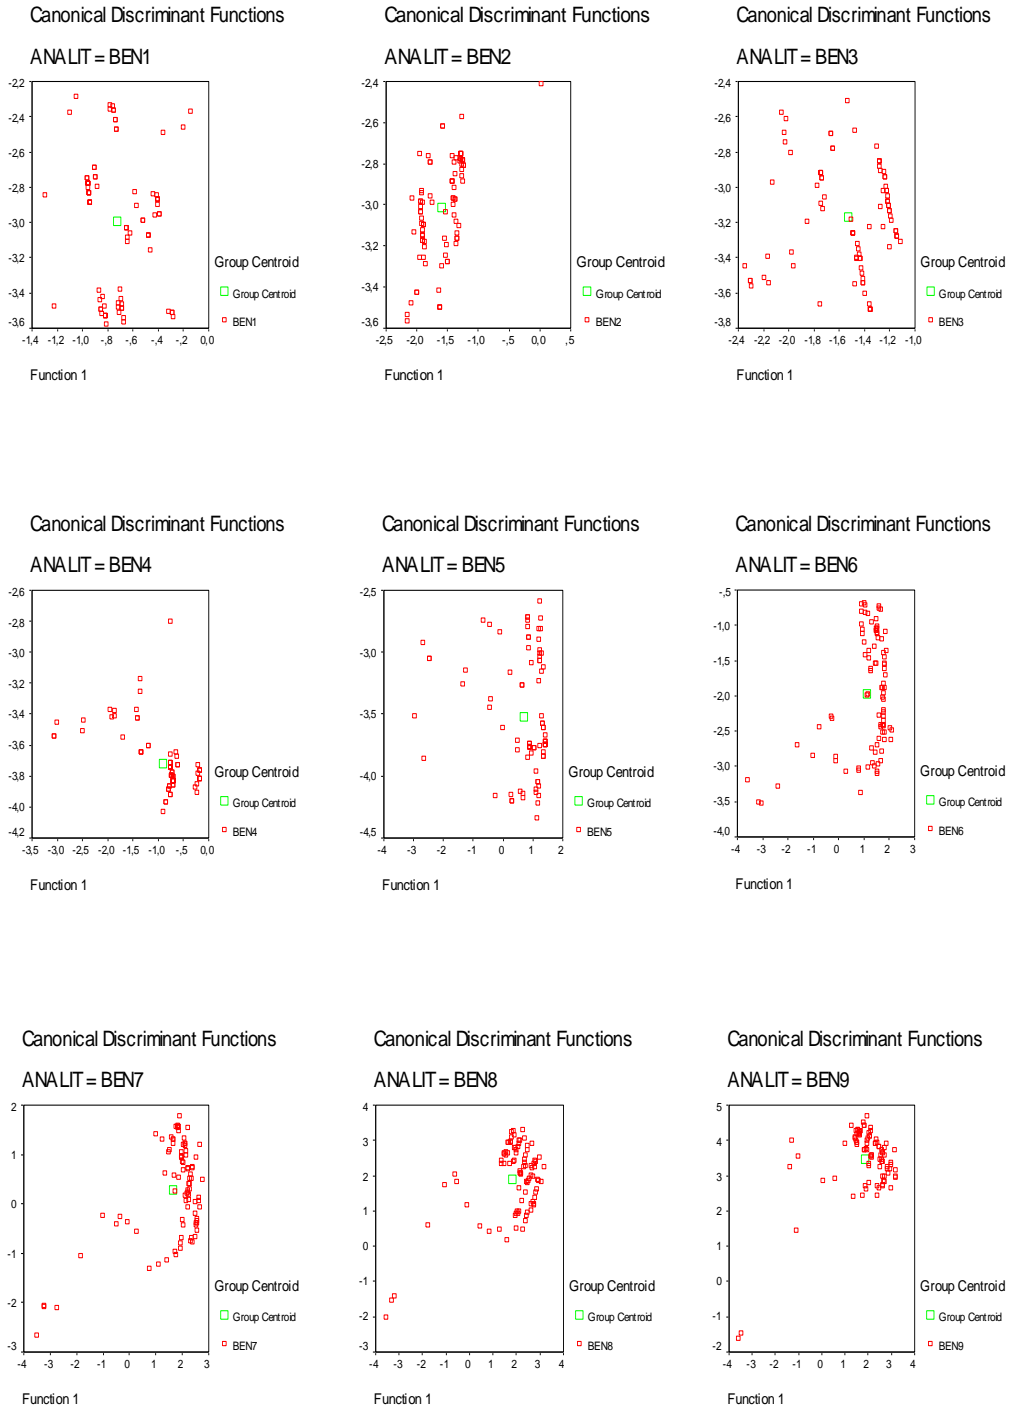 Canonical Discriminant Functions
ANALIT = BEN1
-2,2
-2,4
-2,6
-2,8
-3,0
-3,2
-3,4
-3,6
-1,4 -1,2 -1,0 -,8 -,6 -,4 -,2 0,0
Function 1
Group Centroid
Group Centroid
BEN1
Canonical Discriminant Functions
ANALIT = BEN2
-2,4
-2,6
-2,8
-3,0
-3,2
-3,4
-3,6
-2,5 -2,0 -1,5 -1,0 -,5 0,0 ,5
Function 1
Group Centroid
Group Centroid
BEN2
Canonical Discriminant Functions
ANALIT = BEN3
-2,4
-2,6
-2,8
-3,0
-3,2
-3,4
-3,6
-3,8
-2,4 -2,2 -2,0 -1,8 -1,6 -1,4 -1,2 -1,0
Function 1
Group Centroid
Group Centroid
BEN3
Canonical Discriminant Functions
ANALIT = BEN4
-2,6
-2,8
-3,0
-3,2
-3,4
-3,6
-3,8
-4,0
-4,2
-3,5 -3,0 -2,5 -2,0 -1,5 -1,0 -,5 0,0
Function 1
Group Centroid
Group Centroid
BEN4
Canonical Discriminant Functions
ANALIT = BEN5
-2,5
-3,0
-3,5
-4,0
-4,5
-4 -3 -2 -1 0 1 2
Function 1
Group Centroid
Group Centroid
BEN5
Canonical Discriminant Functions
ANALIT = BEN6
-,5
-1,0
-1,5
-2,0
-2,5
-3,0
-3,5
-4,0
-4 -3 -2 -1 0 1 2 3
Function 1
Group Centroid
Group Centroid
BEN6
Canonical Discriminant Functions
ANALIT = BEN7
2
1
0
-1
-2
-3
-4 -3 -2 -1 0 1 2 3
Function 1
Group Centroid
Group Centroid
BEN7
Canonical Discriminant Functions
ANALIT = BEN8
4
3
2
1
0
-1
-2
-3
-4 -3 -2 -1 0 1 2 3 4
Function 1
Group Centroid
Group Centroid
BEN8
Canonical Discriminant Functions
ANALIT = BEN9
5
4
3
2
1
0
-1
-2
-4 -3 -2 -1 0 1 2 3 4
Function 1
Group Centroid
Group Centroid
BEN9